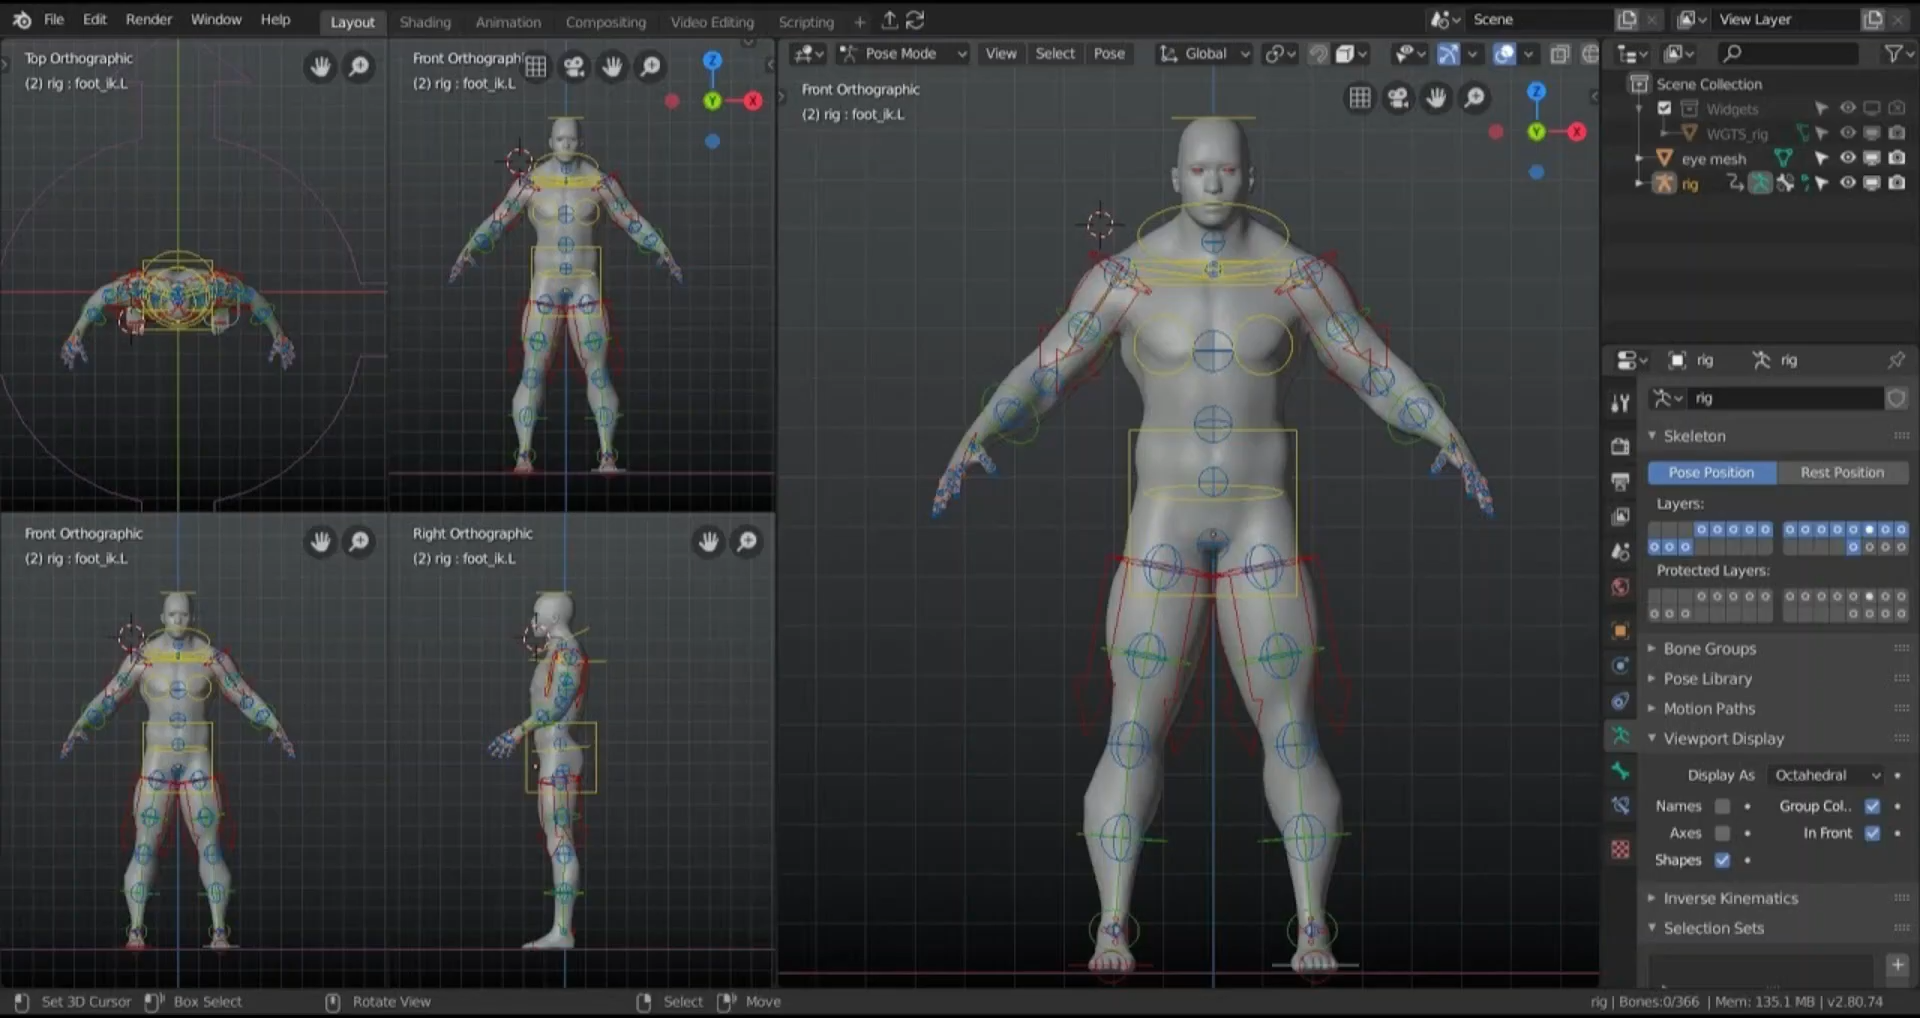 File Edit Render Window Help Layout Shading Animation Compositing Video Editing Scripting + Scene View Layer
Top Orthographic
(2) rig : foot_ik.L
Front Orthographi
(2) rig : foot_ik.L
Z
Y
X
Pose Mode View Select Pose Global
Front Orthographic
(2) rig : foot_ik.L
Z
Y
X
Front Orthographic
(2) rig : foot_ik.L
Right Orthographic
(2) rig : foot_ik.L
Scene Collection
Widgets
WGTS_rig
eye mesh
rig
rig rig
rig
Skeleton
Pose Position Rest Position
Layers:
Protected Layers:
Bone Groups
Pose Library
Motion Paths
Viewport Display
Display As Octahedral
Names Group Col..
Axes In Front
Shapes
Inverse Kinematics
Selection Sets
+
Set 3D Cursor Box Select Rotate View Select Move rig | Bones:0/366 | Mem: 135.1 MB | v2.80.74